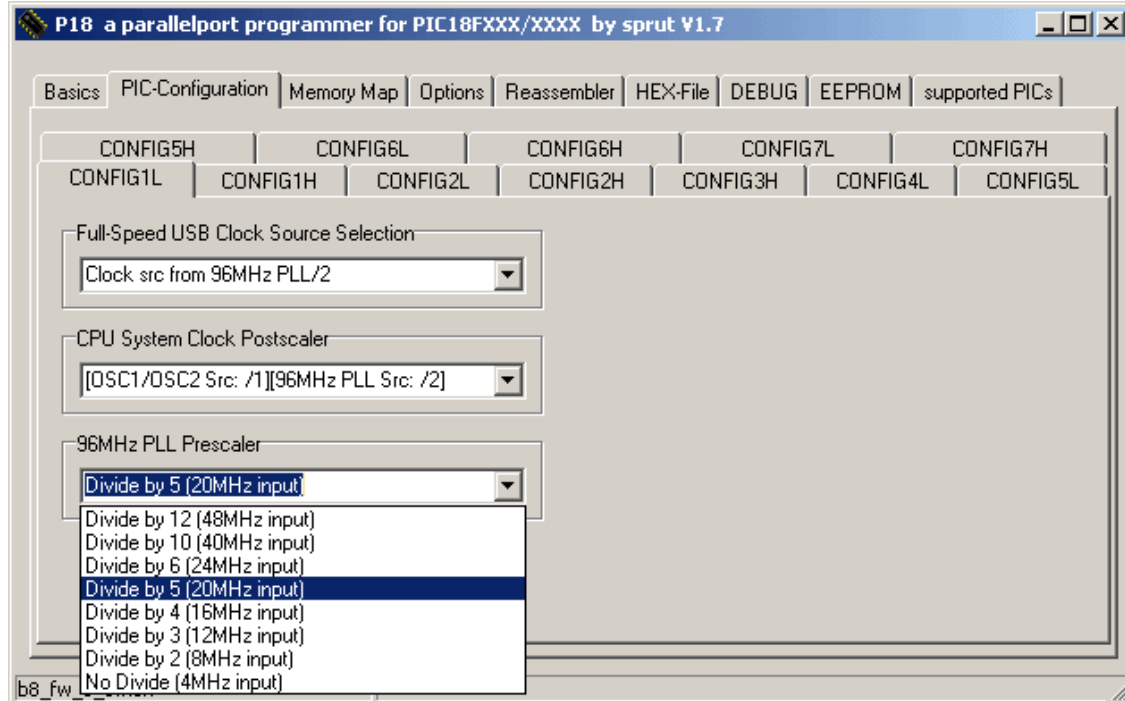 P18 a parallelport programmer for PIC18FXXX/XXXX by sprut V1.7
Basics PIC-Configuration Memory Map Options Reassembler HEX-File DEBUG EEPROM supported PICs
CONFIG5H CONFIG6L CONFIG6H CONFIG7L CONFIG7H
CONFIG1L CONFIG1H CONFIG2L CONFIG2H CONFIG3H CONFIG4L CONFIG5L
Full-Speed USB Clock Source Selection
Clock src from 96MHz PLL/2
CPU System Clock Postscaler
[OSC1/OSC2 Src: /1][96MHz PLL Src: /2]
96MHz PLL Prescaler
Divide by 5 (20MHz input)
Divide by 12 (48MHz input)
Divide by 10 (40MHz input)
Divide by 6 (24MHz input)
Divide by 5 (20MHz input)
Divide by 4 (16MHz input)
Divide by 3 (12MHz input)
Divide by 2 (8MHz input)
No Divide (4MHz input)